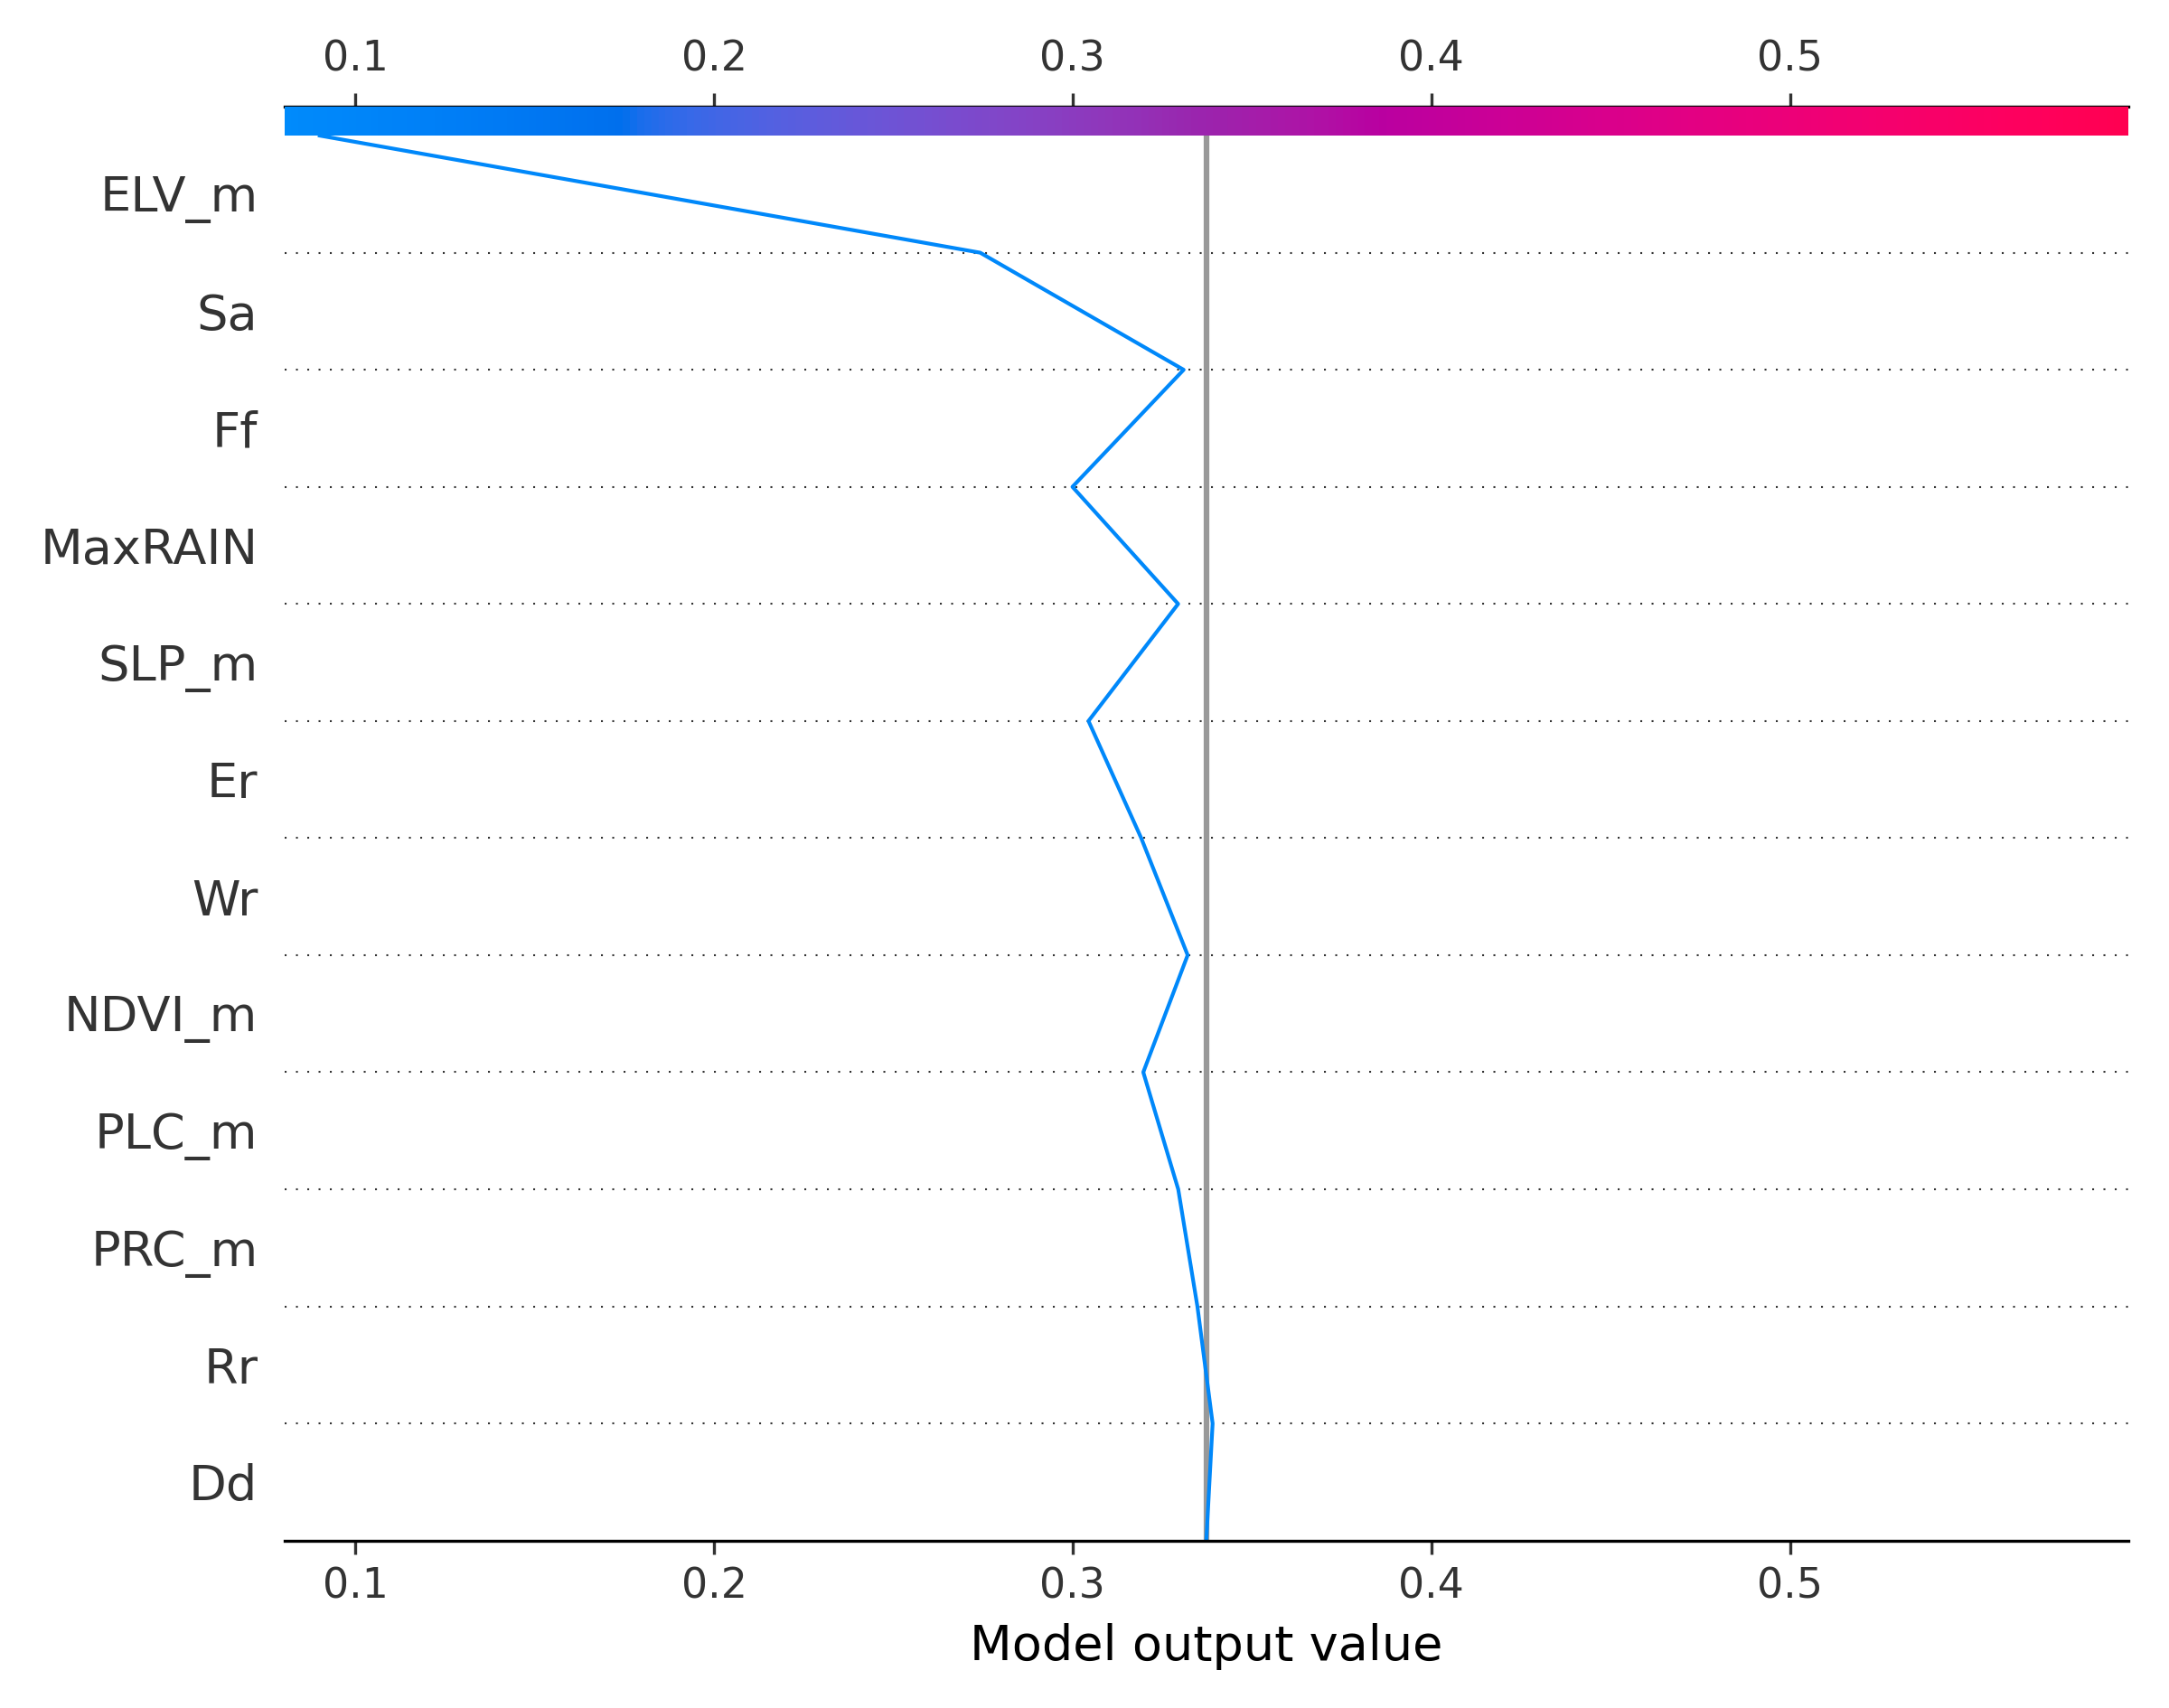 0.1 0.2 0.3 0.4 0.5
ELV_m
Sa
Ff
MaxRAIN
SLP_m
Er
Wr
NDVI_m
PLC_m
PRC_m
Rr
Dd
0.1 0.2 0.3 0.4 0.5
Model output value